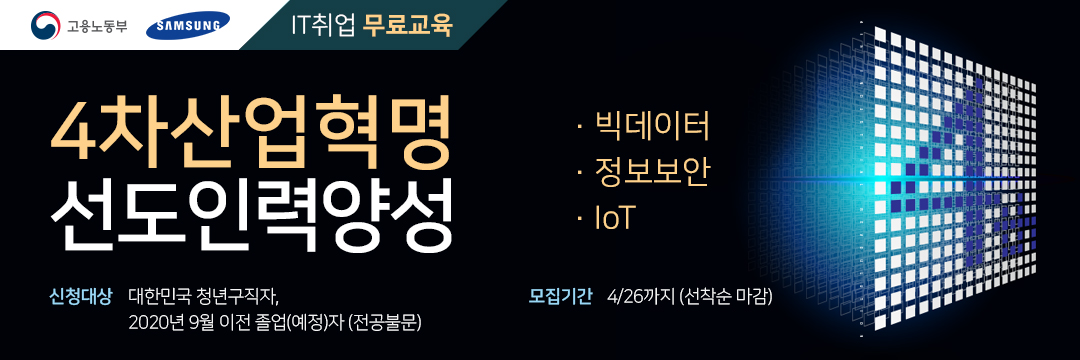 고용노동부
SAMSUNG
IT취업 무료교육
4차산업혁명
선도인력양성
· 빅데이터
· 정보보안
· IoT
신청대상 대한민국 청년구직자,
2020년 9월 이전 졸업(예정)자 (전공불문)
모집기간 4/26까지 (선착순 마감)